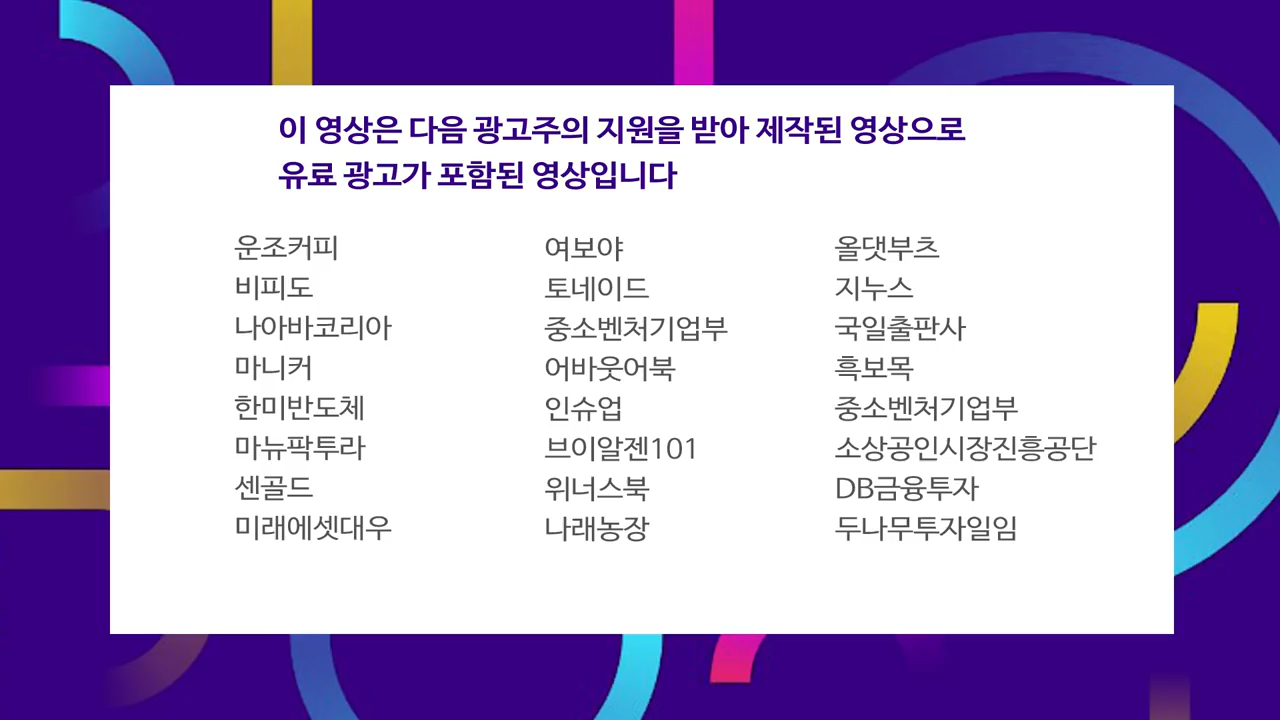 이 영상은 다음 광고주의 지원을 받아 제작된 영상으로
유료 광고가 포함된 영상입니다
운조커피
비피도
나아바코리아
마니커
한미반도체
마뉴팍투라
센골드
미래에셋대우
여보야
토네이드
중소벤처기업부
어바웃어북
인슈업
브이알젠101
위너스북
나래농장
올댓부츠
지누스
국일출판사
흑보목
중소벤처기업부
소상공인시장진흥공단
DB금융투자
두나무투자일임